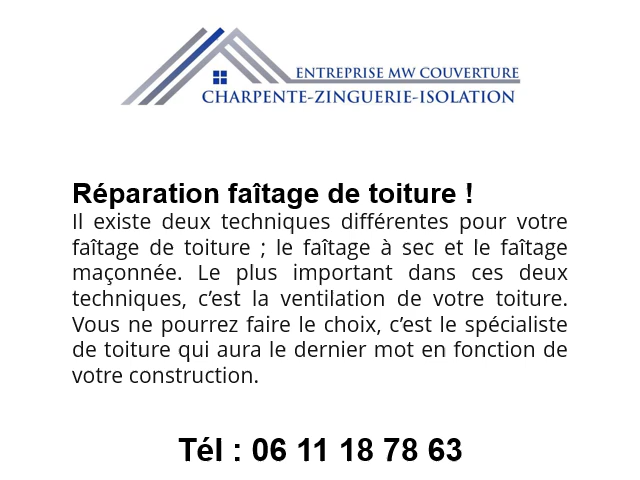 ENTREPRISE MW COUVERTURE
CHARPENTE-ZINGUERIE-ISOLATION
Réparation faîtage de toiture !
Il existe deux techniques différentes pour votre
faîtage de toiture ; le faîtage à sec et le faîtage
maçonnée. Le plus important dans ces deux
techniques, c’est la ventilation de votre toiture.
Vous ne pourrez faire le choix, c’est le spécialiste
de toiture qui aura le dernier mot en fonction de
votre construction.
Tél : 06 11 18 78 63